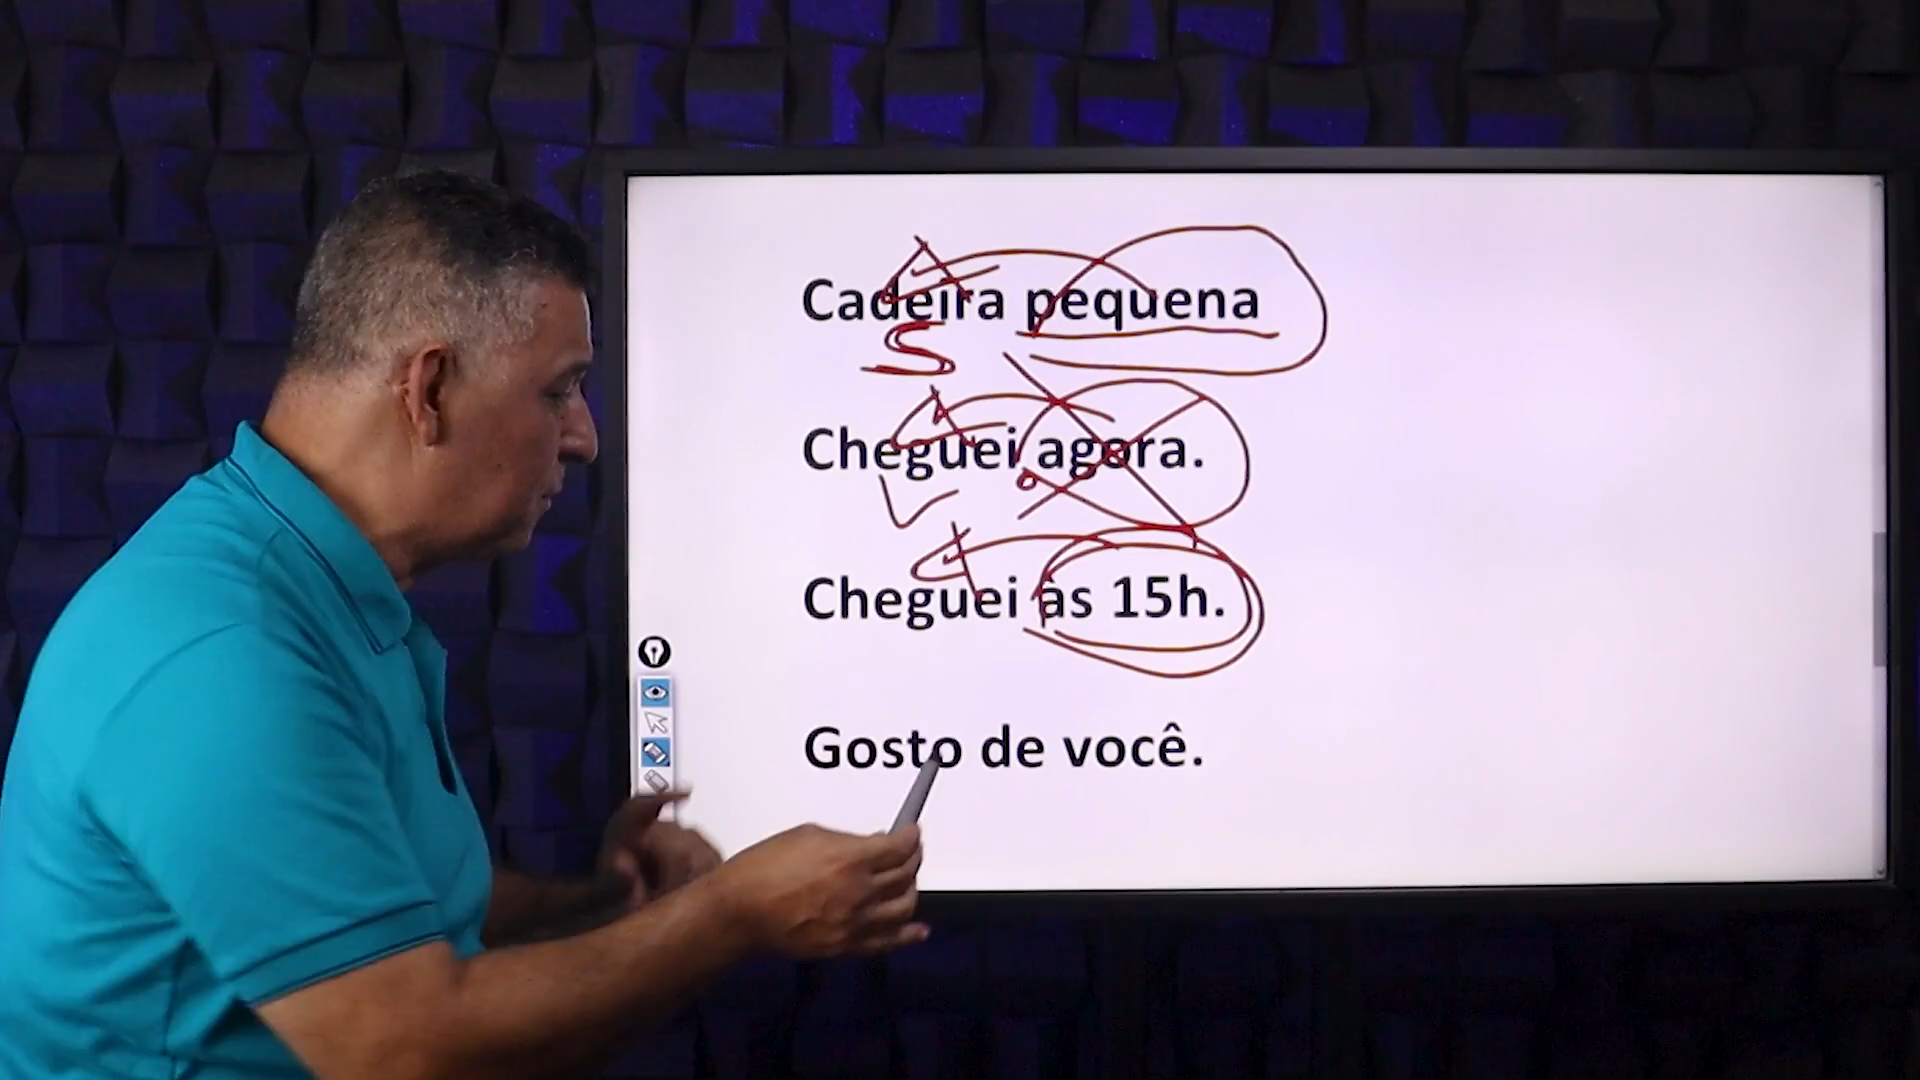 Cadeira pequena
S
Cheguei agora.
Cheguei às 15h.
Gosto de você.